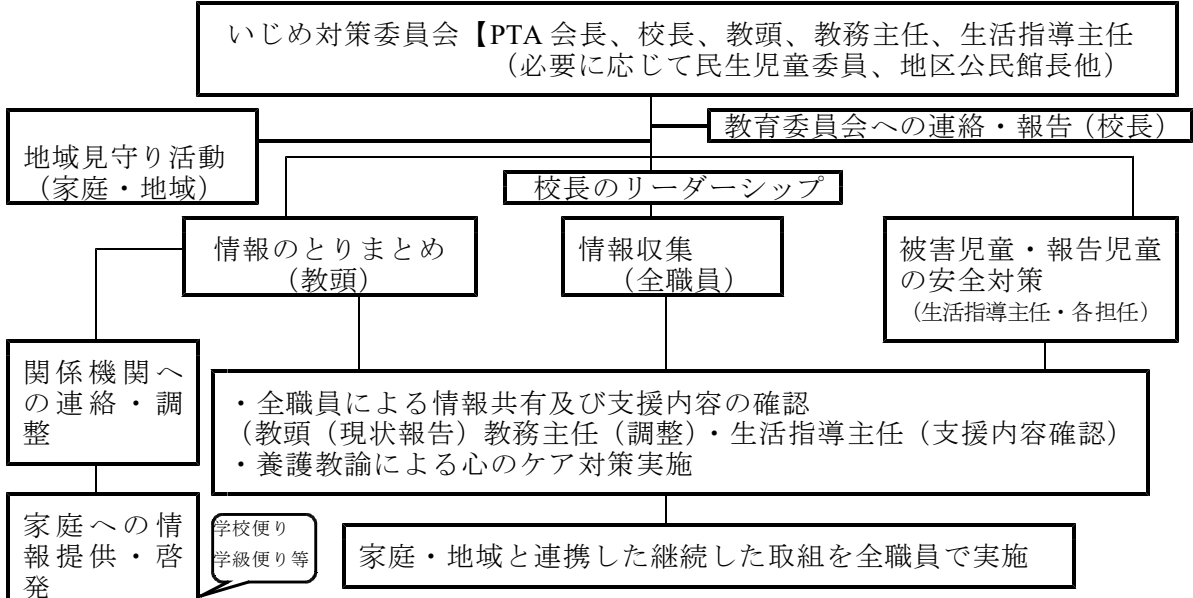 いじめ対策委員会【PTA会長、校長、教頭、教務主任、生活指導主任
（必要に応じて民生児童委員、地区公民館長他）
教育委員会への連絡・報告（校長）
地域見守り活動
（家庭・地域）
校長のリーダーシップ
情報のとりまとめ
（教頭）
情報収集
（全職員）
被害児童・報告児童
の安全対策
（生活指導主任・各担任）
関係機関へ
の連絡・調
整
・全職員による情報共有及び支援内容の確認
（教頭（現状報告）教務主任（調整）・生活指導主任（支援内容確認）
・養護教諭による心のケア対策実施
家庭への情
報提供・啓
発
学校便り
学級便り等
家庭・地域と連携した継続した取組を全職員で実施